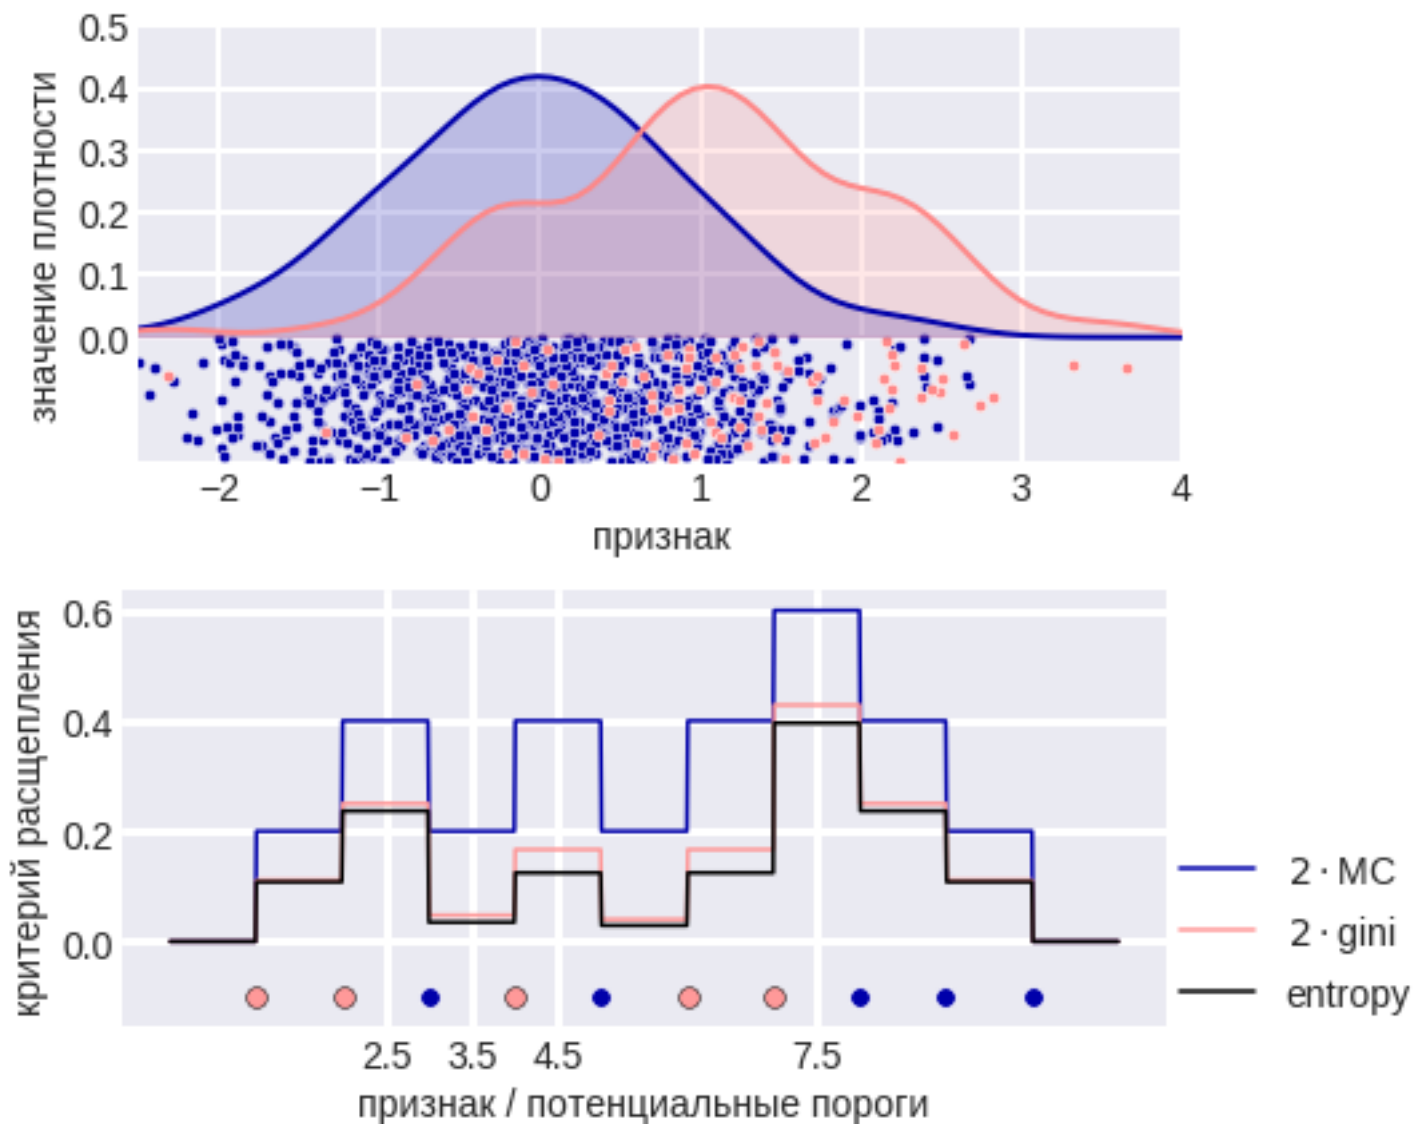 значение плотности
0.5
0.4
0.3
0.2
0.1
0.0
−2 −1 0 1 2 3 4
признак
критерий расщепления
0.6
0.4
0.2
0.0
2.5 3.5 4.5 7.5
признак / потенциальные пороги
2 · MC
2 · gini
entropy